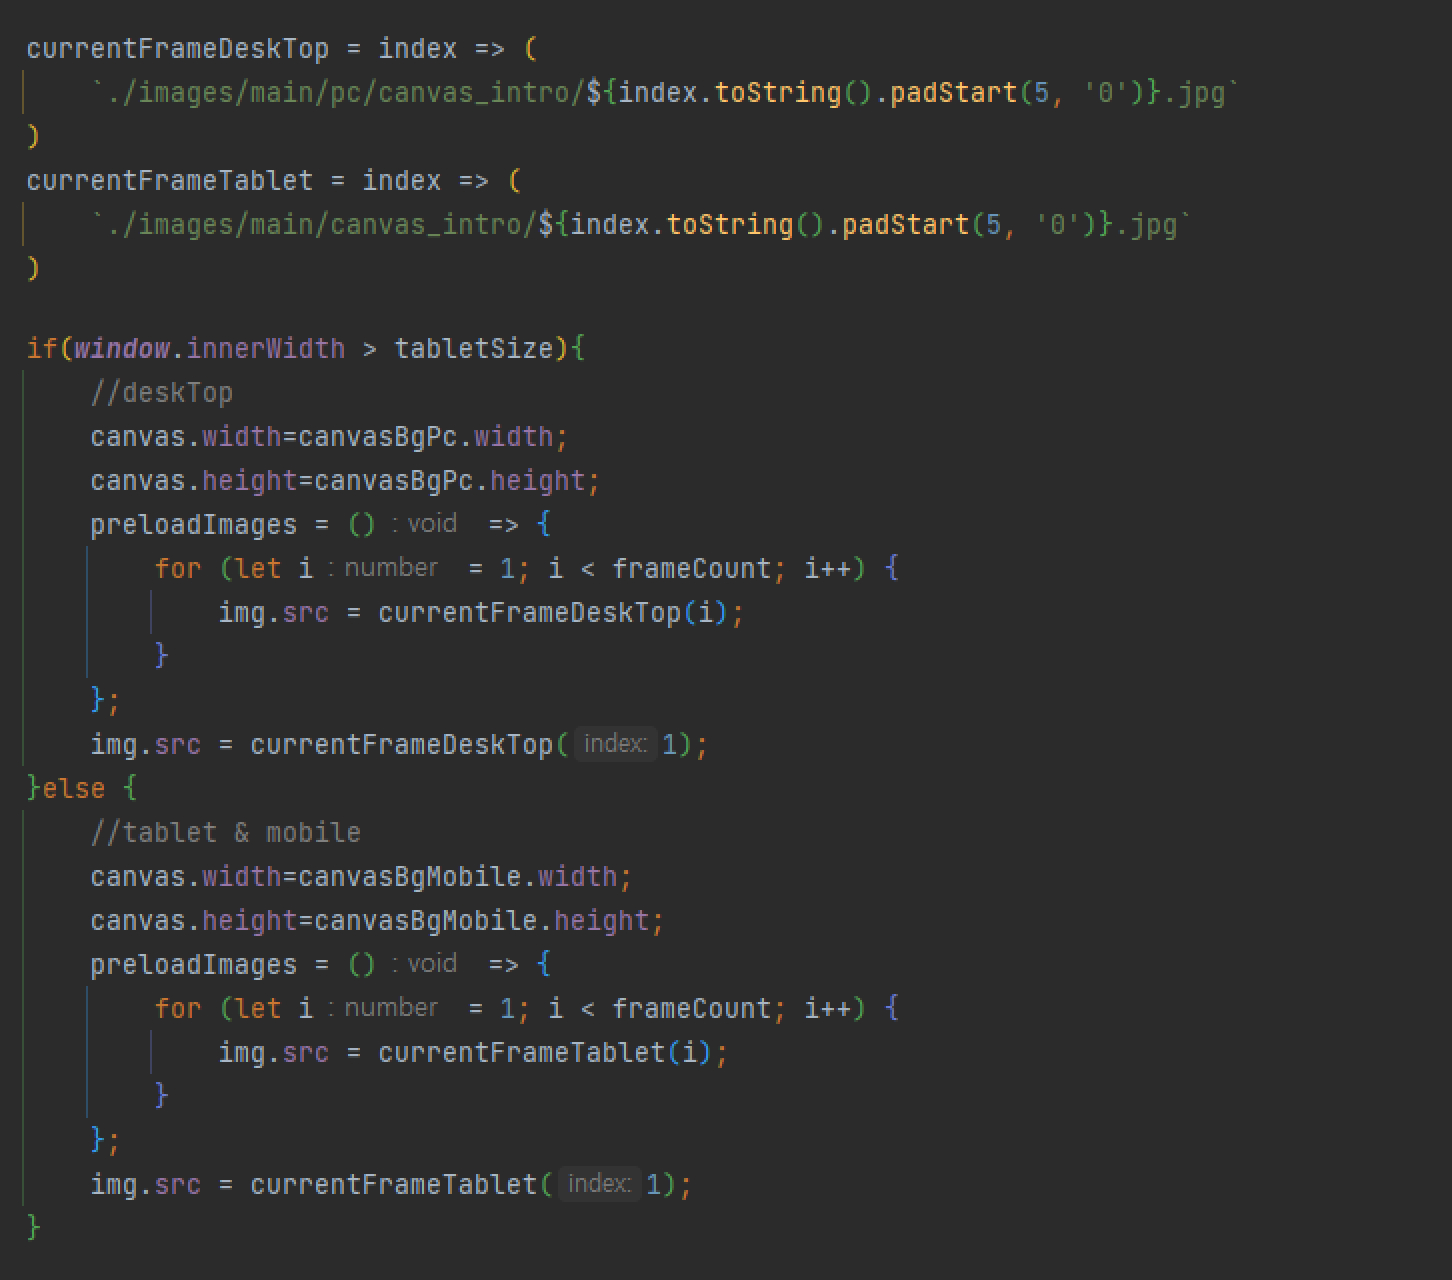 currentFrameDeskTop = index => (
    `./images/main/pc/canvas_intro/${index.toString().padStart(5, '0')}.jpg`
)
currentFrameTablet = index => (
    `./images/main/canvas_intro/${index.toString().padStart(5, '0')}.jpg`
)
if(window.innerWidth > tabletSize){
    //deskTop
    canvas.width=canvasBgPc.width;
    canvas.height=canvasBgPc.height;
    preloadImages = () : void => {
        for (let i : number = 1; i < frameCount; i++) {
            img.src = currentFrameDeskTop(i);
        }
    };
    img.src = currentFrameDeskTop( index: 1);
}else {
    //tablet & mobile
    canvas.width=canvasBgMobile.width;
    canvas.height=canvasBgMobile.height;
    preloadImages = () : void => {
        for (let i : number = 1; i < frameCount; i++) {
            img.src = currentFrameTablet(i);
        }
    };
    img.src = currentFrameTablet( index: 1);
}